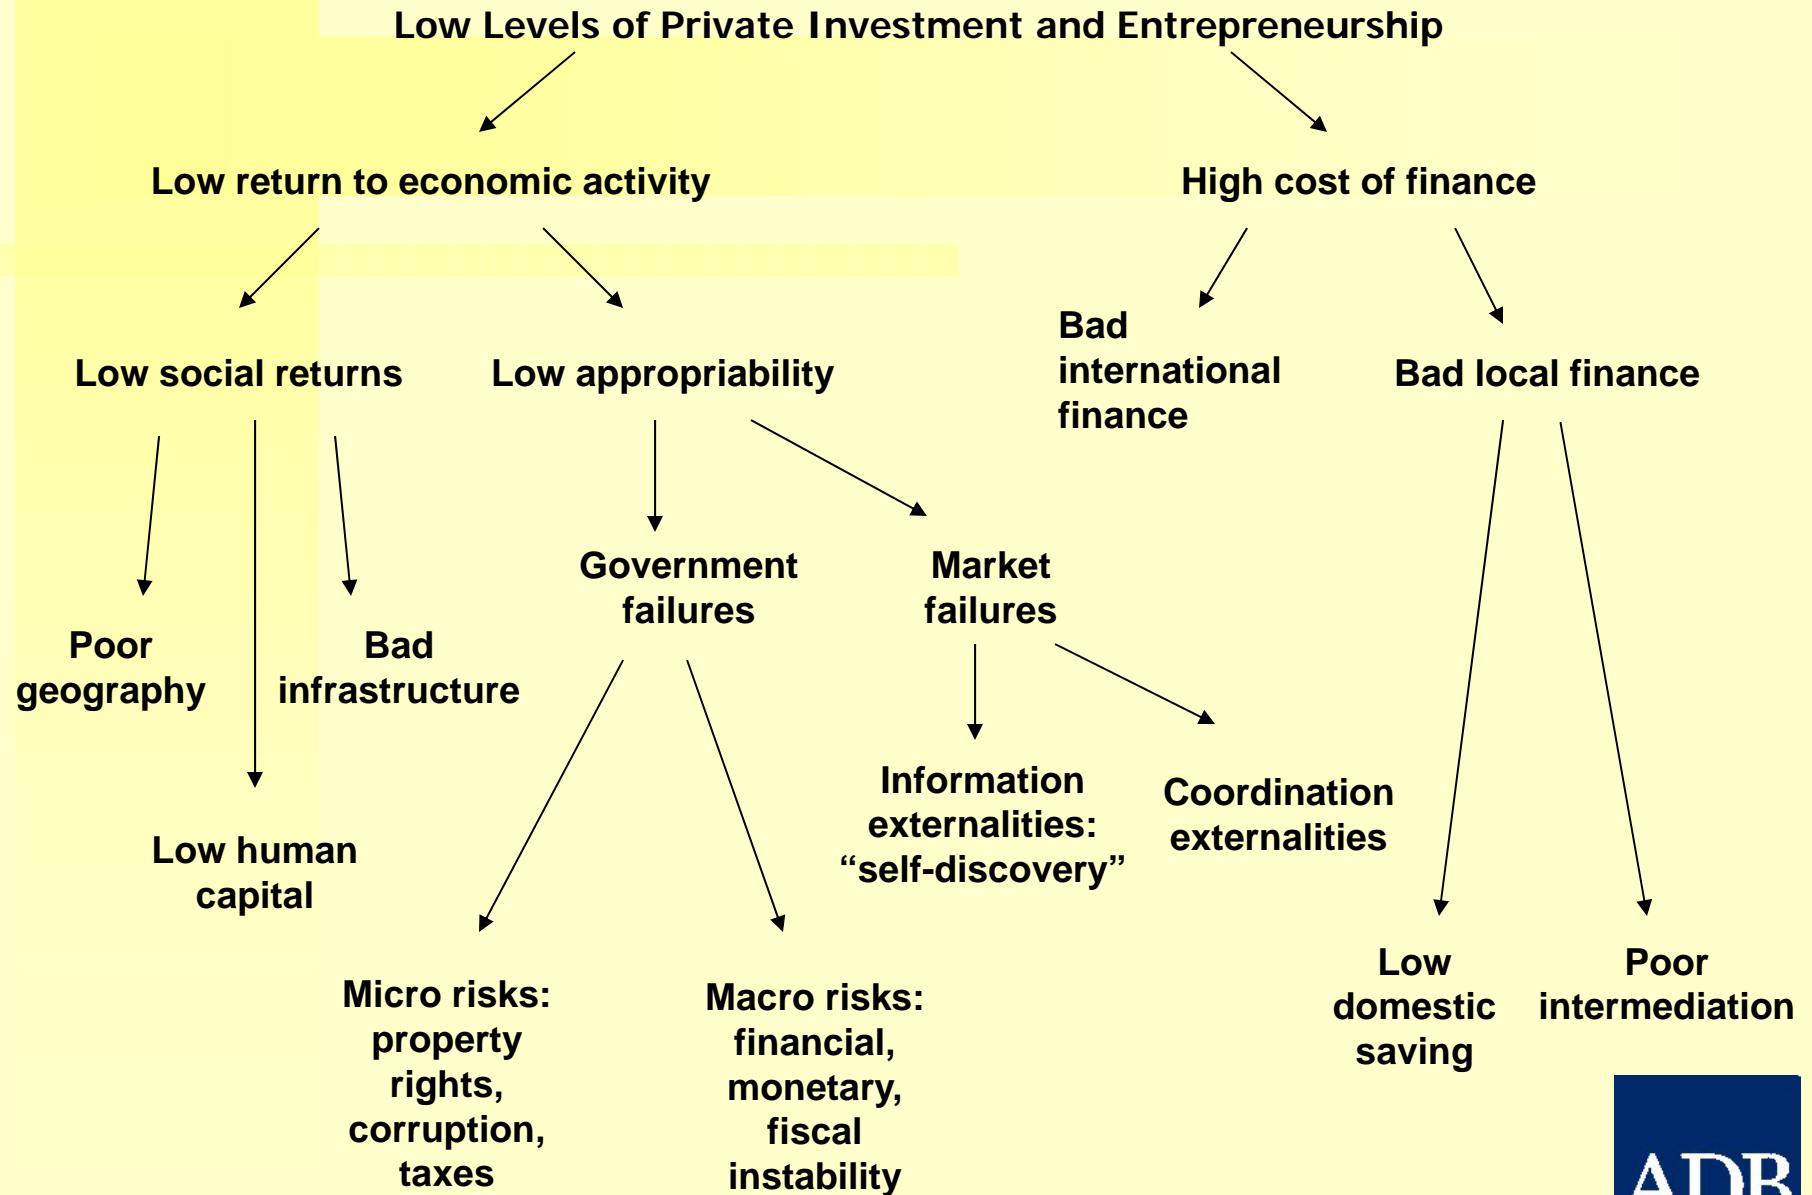 Low Levels of Private Investment and Entrepreneurship
Low return to economic activity
High cost of finance
Low social returns
Low appropriability
Bad
international
finance
Bad local finance
Government
failures
Market
failures
Poor
geography
Bad
infrastructure
Low human
capital
Information
externalities:
“self-discovery”
Coordination
externalities
Micro risks:
property
rights,
corruption,
taxes
Macro risks:
financial,
monetary,
fiscal
instability
Low
domestic
saving
Poor
intermediation
ADB